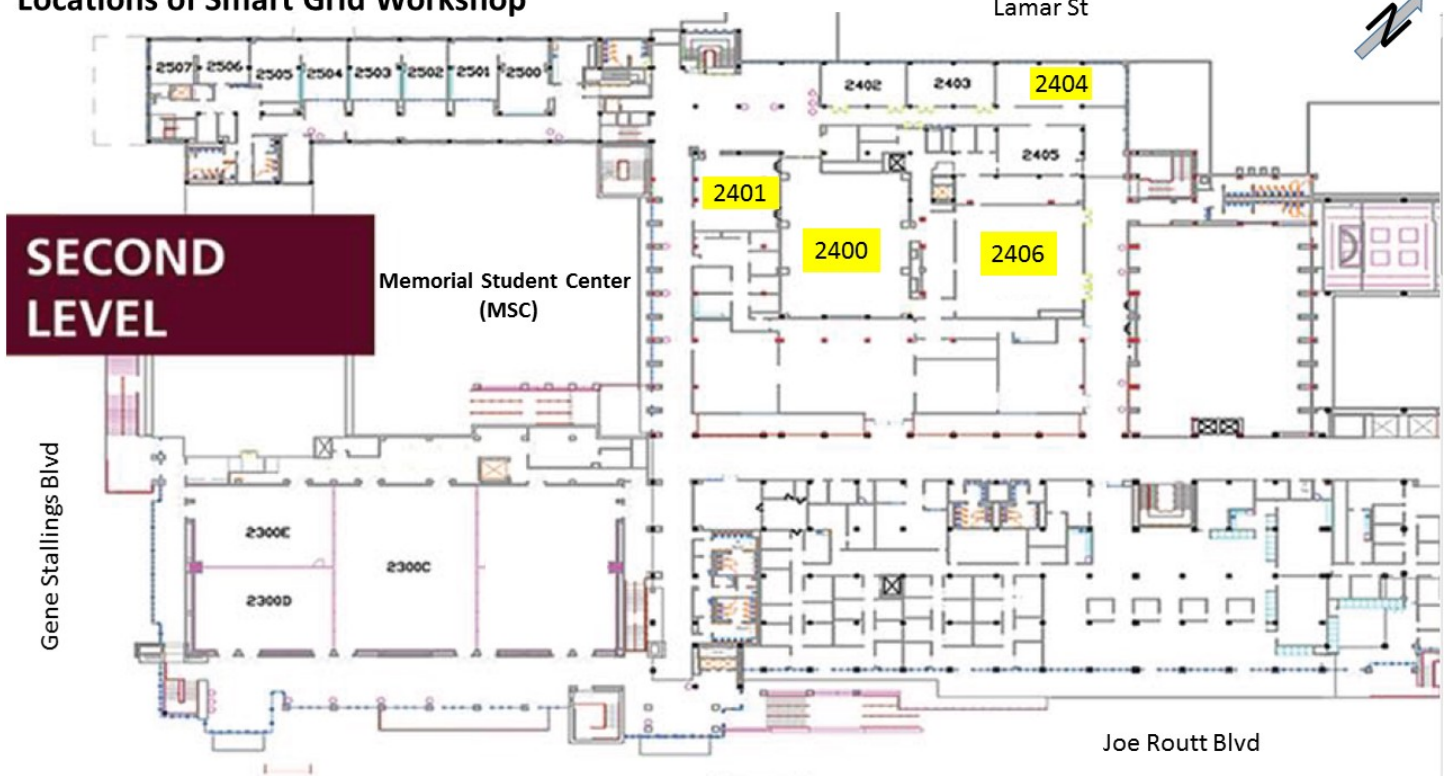 Locations of Smart Grid Workshop
Lamar St
N
2507
2506
2505
2504
2503
2502
2501
2500
2402
2403
2404
2405
2401
2400
2406
SECOND
LEVEL
Memorial Student Center
(MSC)
Gene Stallings Blvd
2300E
2300C
2300D
Joe Routt Blvd